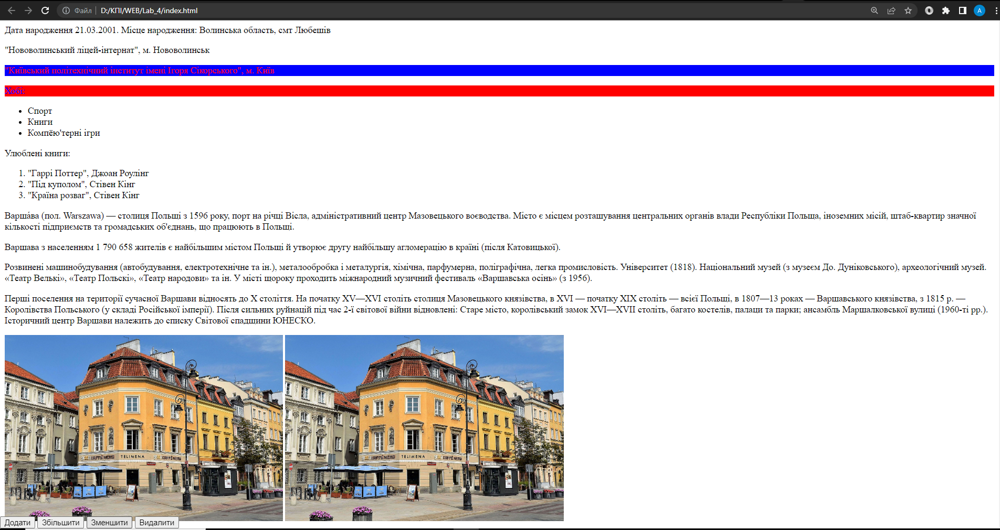 Файл D:/КПІ/WEB/Lab_4/index.html
A
Дата народження 21.03.2001. Місце народження: Волинська область, смт Любешів
"Нововолинський ліцей-інтернат", м. Нововолинськ
"Київський політехнічний інститут імені Ігоря Сікорського", м. Київ
Хобі:
• Спорт
• Книги
• Компёю'терні ігри
Улюблені книги:
1. "Гаррі Поттер", Джоан Роулінг
2. "Під куполом", Стівен Кінг
3. "Країна розваг", Стівен Кінг
Варша́ва (пол. Warszawa) — столиця Польщі з 1596 року, порт на річці Вісла, адміністративний центр Мазовецького воєводства. Місто є місцем розташування центральних органів влади Республіки Польща, іноземних місій, штаб-квартир значної
кількості підприємств та громадських об'єднань, що працюють в Польщі.
Варшава з населенням 1 790 658 жителів є найбільшим містом Польщі й утворює другу найбільшу агломерацію в країні (після Катовицької).
Розвинені машинобудування (автобудування, електротехнічне та ін.), металообробка і металургія, хімічна, парфумерна, поліграфічна, легка промисловість. Університет (1818). Національний музей (з музеєм До. Дуніковського), археологічний музей.
«Театр Велькі», «Театр Польскі», «Театр народови» та ін. У місті щороку проходить міжнародний музичний фестиваль «Варшавська осінь» (з 1956).
Перші поселення на території сучасної Варшави відносять до X століття. На початку XV—XVI століть столиця Мазовецького князівства, в XVI — початку XIX століть — всієї Польщі, в 1807—13 роках — Варшавського князівства, з 1815 р. —
Королівства Польського (у складі Російської імперії). Після сильних руйнацій під час 2-ї світової війни відновлені: Старе місто, королівський замок XVI—XVII століть, багато костелів, палаци та парки; ансамбль Маршалковської вулиці (1960-ті рр.).
Історичний центр Варшави належить до списку Світової спадщини ЮНЕСКО.
TELIMENA
TELIMENA
Додати Збільшити Зменшити Видалити